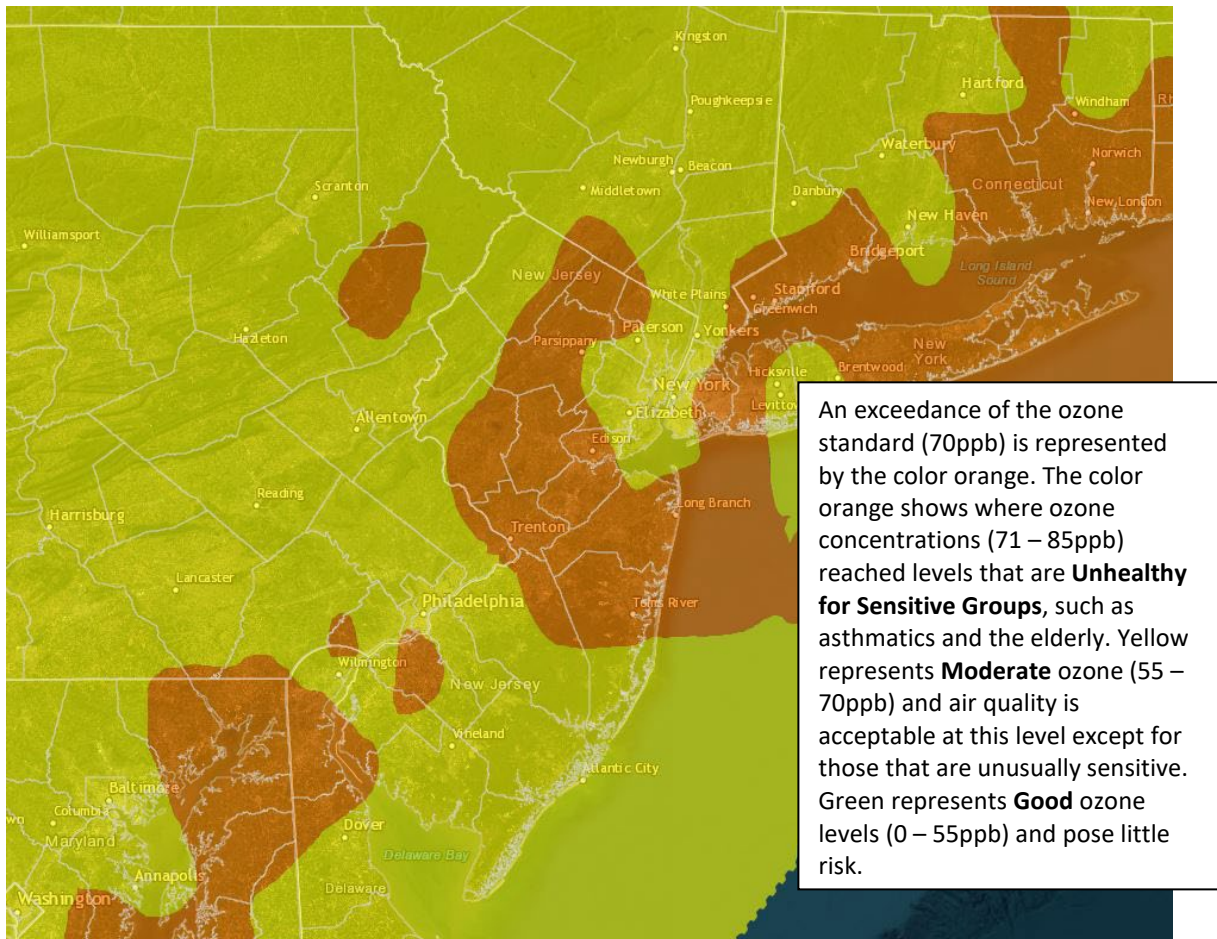 Kingston
Hartford
Poughkeepsie
Windham
Rh
Waterbury
Norwich
Newburgh
Beacon
Scranton
Middletown
Danbury
Connecticut
New London
New Haven
Williamsport
Bridgeport
Long Island
Sound
New Jersey
White Plains
Stamford
Greenwich
Paterson
Yonkers
Hazleton
Parsippany
New
York
Hicksville
Brentwood
New York
Levittow
Allentown
Elizabeth
Edison
Reading
Long Branch
Harrisburg
Trenton
Lancaster
Philadelphia
Toms River
Wilmington
New Jersey
Vineland
Atlantic City
Baltimore
Columbi
wn
Maryland
Dover
Delaware Bay
Annapolis
Delaware
Washington
An exceedance of the ozone
standard (70ppb) is represented
by the color orange. The color
orange shows where ozone
concentrations (71 – 85ppb)
reached levels that are Unhealthy
for Sensitive Groups, such as
asthmatics and the elderly. Yellow
represents Moderate ozone (55 –
70ppb) and air quality is
acceptable at this level except for
those that are unusually sensitive.
Green represents Good ozone
levels (0 – 55ppb) and pose little
risk.